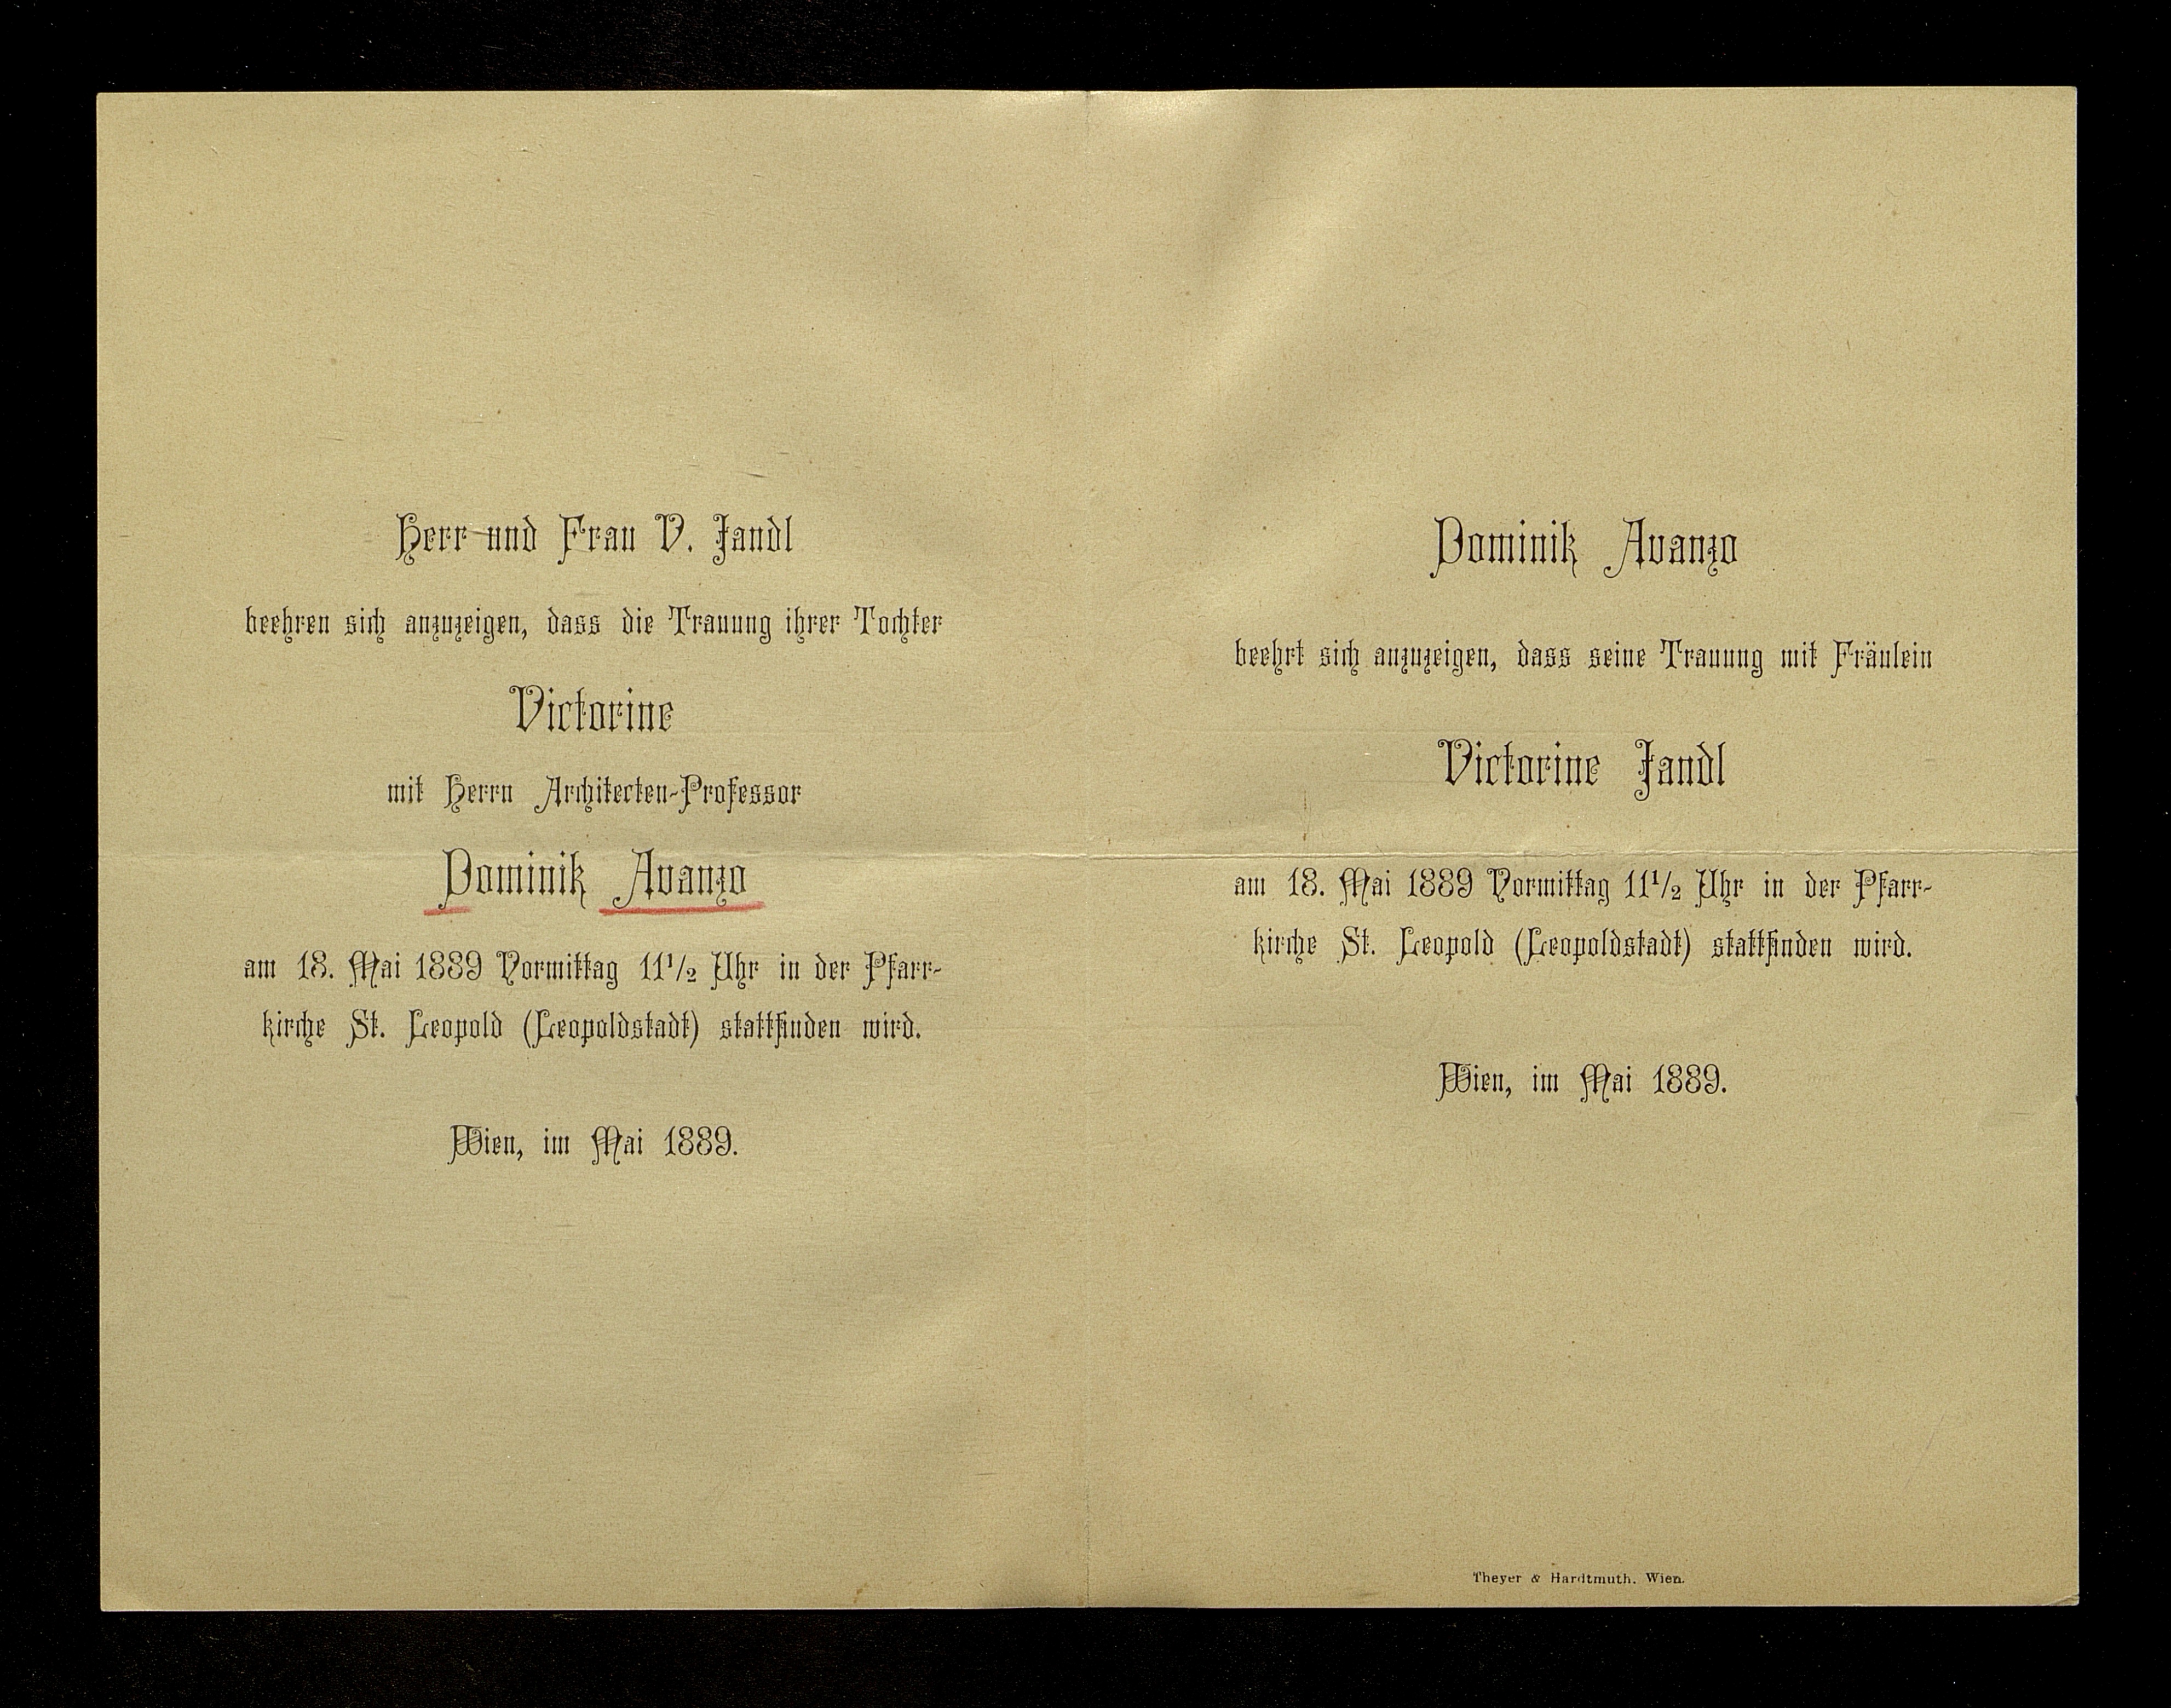 Herr und Frau V. Jandl
beehren sich anzuzeigen, dass die Trauung ihrer Tochter
Victorine
mit Herrn Architecten-Professor
Dominik Avanzo
am 18. Mai 1889 Vormittag 11½ Uhr in der Pfarr-
kirche St. Leopold (Leopoldstadt) stattfinden wird.
Wien, im Mai 1889.
Dominik Avanzo
beehrt sich anzuzeigen, dass seine Trauung mit Fräulein
Victorine Jandl
am 18. Mai 1889 Vormittag 11½ Uhr in der Pfarr-
kirche St. Leopold (Leopoldstadt) stattfinden wird.
Wien, im Mai 1889.
Theyer & Hardtmuth. Wien.